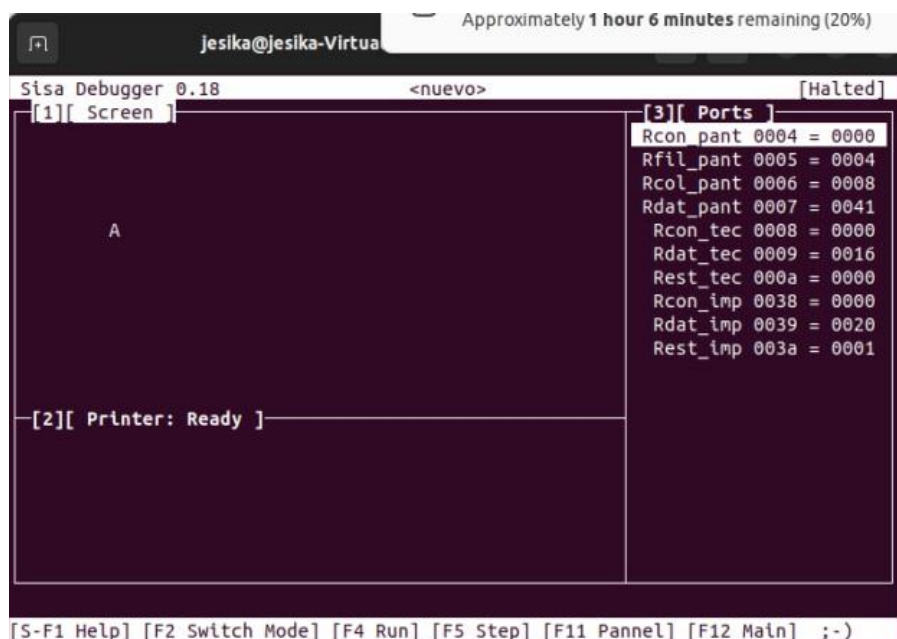 Approximately 1 hour 6 minutes remaining (20%)
jesika@jesika-Virtua
Sisa Debugger 0.18 <nuevo> [Halted]
[1][ Screen ]
A
[2][ Printer: Ready ]
[3][ Ports ]
Rcon_pant 0004 = 0000
Rfil_pant 0005 = 0004
Rcol_pant 0006 = 0008
Rdat_pant 0007 = 0041
Rcon_tec 0008 = 0000
Rdat_tec 0009 = 0016
Rest_tec 000a = 0000
Rcon_imp 0038 = 0000
Rdat_imp 0039 = 0020
Rest_imp 003a = 0001
[S-F1 Help] [F2 Switch Mode] [F4 Run] [F5 Step] [F11 Pannel] [F12 Main] :-)